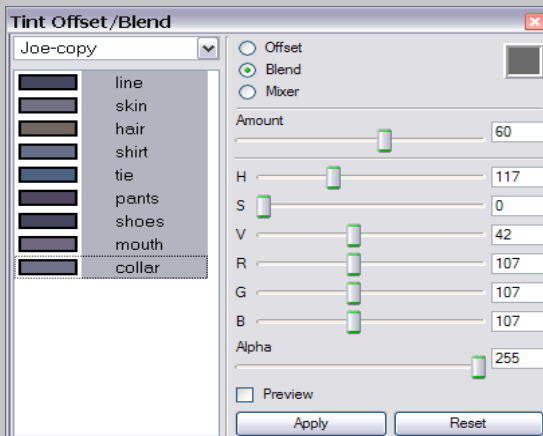 Tint Offset/Blend
Joe-copy
line
skin
hair
shirt
tie
pants
shoes
mouth
collar
Offset
Blend
Mixer
Amount
60
H 117
S 0
V 42
R 107
G 107
B 107
Alpha
255
Preview
Apply Reset